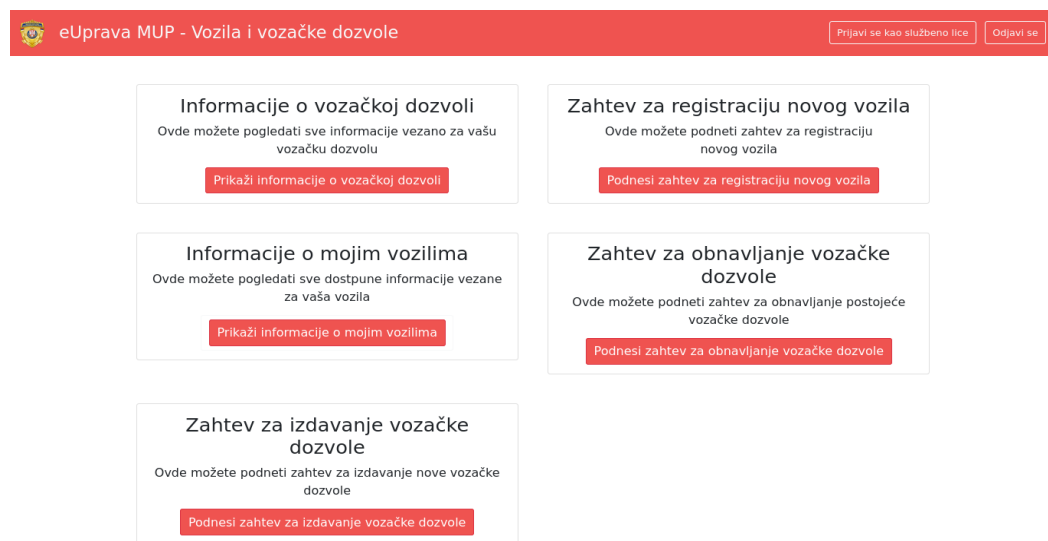 eUprava MUP - Vozila i vozačke dozvole
Prijavi se kao službeno lice
Odjavi se
Informacije o vozačkoj dozvoli
Ovde možete pogledati sve informacije vezano za vašu
vozačku dozvolu
Prikaži informacije o vozačkoj dozvoli
Zahtev za registraciju novog vozila
Ovde možete podneti zahtev za registraciju
novog vozila
Podnesi zahtev za registraciju novog vozila
Informacije o mojim vozilima
Ovde možete pogledati sve dostpune informacije vezane
za vaša vozila
Prikaži informacije o mojim vozilima
Zahtev za obnavljanje vozačke
dozvole
Ovde možete podneti zahtev za obnavljanje postojeće
vozačke dozvole
Podnesi zahtev za obnavljanje vozačke dozvole
Zahtev za izdavanje vozačke
dozvole
Ovde možete podneti zahtev za izdavanje nove vozačke
dozvole
Podnesi zahtev za izdavanje vozačke dozvole